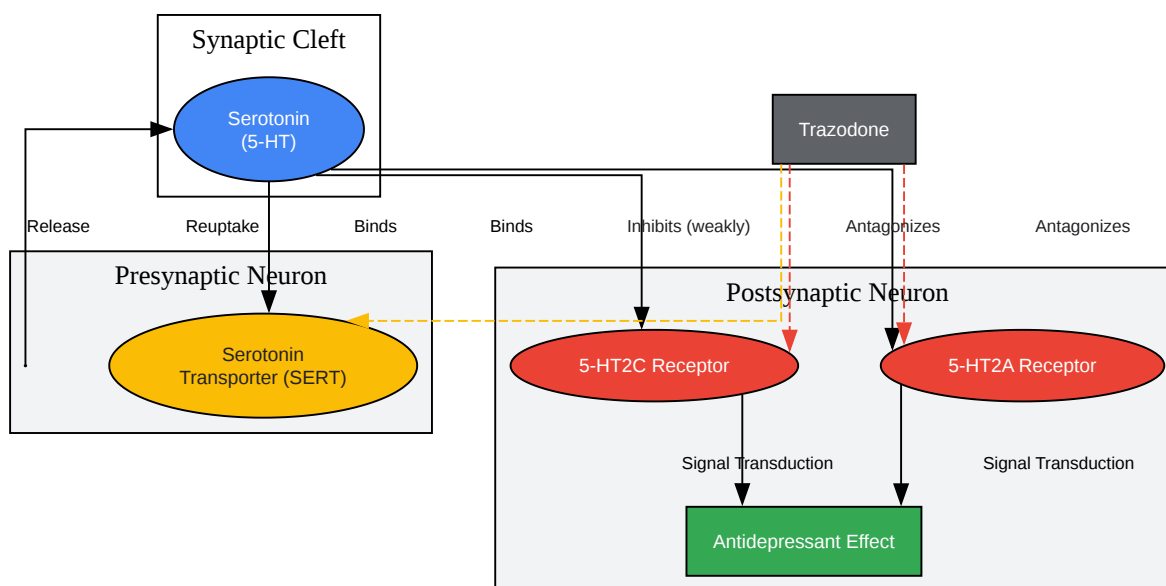 Synaptic Cleft
Serotonin
(5-HT)
Trazodone
Release
Reuptake
Binds
Binds
Inhibits (weakly)
Antagonizes
Antagonizes
Presynaptic Neuron
Postsynaptic Neuron
Serotonin
Transporter (SERT)
5-HT2C Receptor
5-HT2A Receptor
Signal Transduction
Signal Transduction
Antidepressant Effect